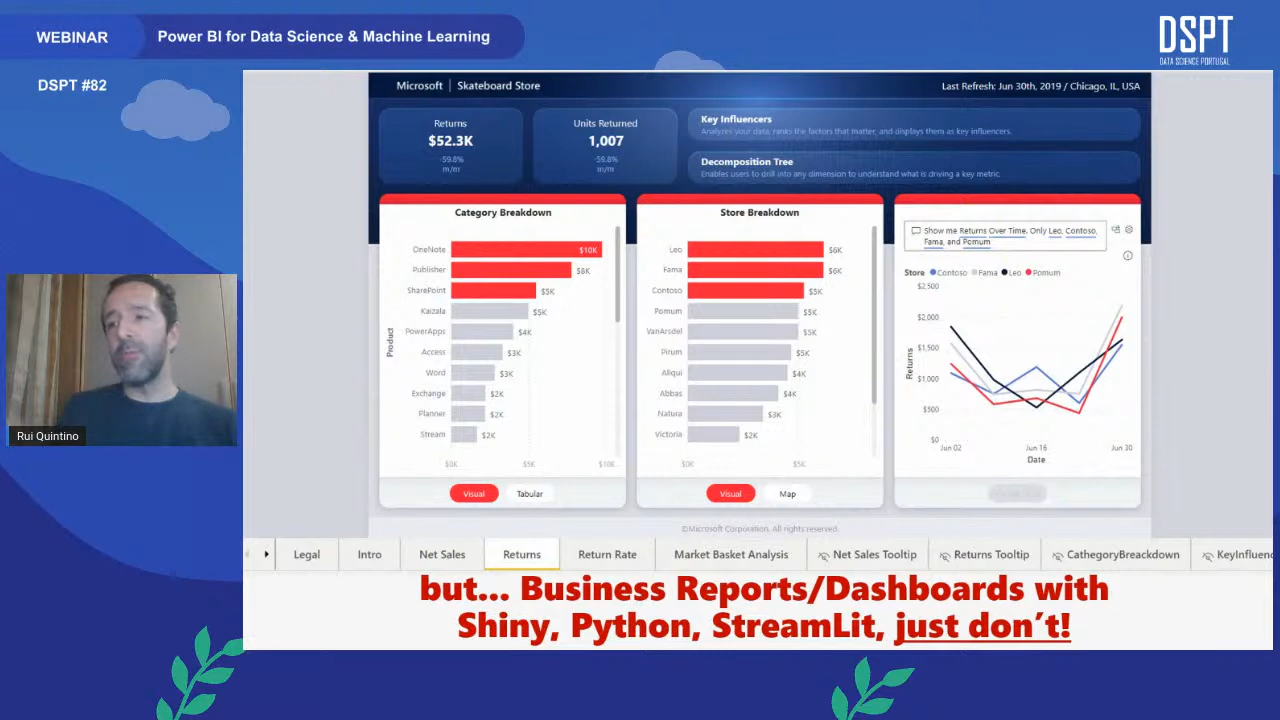 WEBINAR
Power BI for Data Science & Machine Learning
DSPT
DATA SCIENCE PORTUGAL
DSPT #82
Microsoft | Skateboard Store
Last Refresh: Jun 30th, 2019 / Chicago, IL, USA
Returns
$52.3K
-59.8%
m/m
Units Returned
1,007
-59.8%
m/m
Key Influencers
Analyzes your data, ranks the factors that matter, and displays them as key influencers.
Decomposition Tree
Enables users to drill into any dimension to understand what is driving a key metric.
Category Breakdown
Product
OneNote $10K
Publisher $8K
SharePoint $5K
Kaizala $5K
PowerApps $4K
Access $3K
Word $3K
Exchange $2K
Planner $2K
Stream $2K
$0K $5K $10K
Visual Tabular
Store Breakdown
Leo $6K
Fama $6K
Contoso $5K
Pomum $5K
VanArsdel $5K
Pirum $5K
Aliqui $4K
Abbas $4K
Natura $3K
Victoria $2K
$0K $5K
Visual Map
Show me Returns Over Time. Only Leo, Contoso,
Fama, and Pomum
Store Contoso Fama Leo Pomum
$2,500
$2,000
$1,500
$1,000
$500
$0
Returns
Jun 02 Jun 16 Jun 30
Date
©Microsoft Corporation. All rights reserved.
Rui Quintino
Legal Intro Net Sales Returns Return Rate Market Basket Analysis Net Sales Tooltip Returns Tooltip CathegoryBreackdown KeyInfluenc
but... Business Reports/Dashboards with
Shiny, Python, StreamLit, just don't!